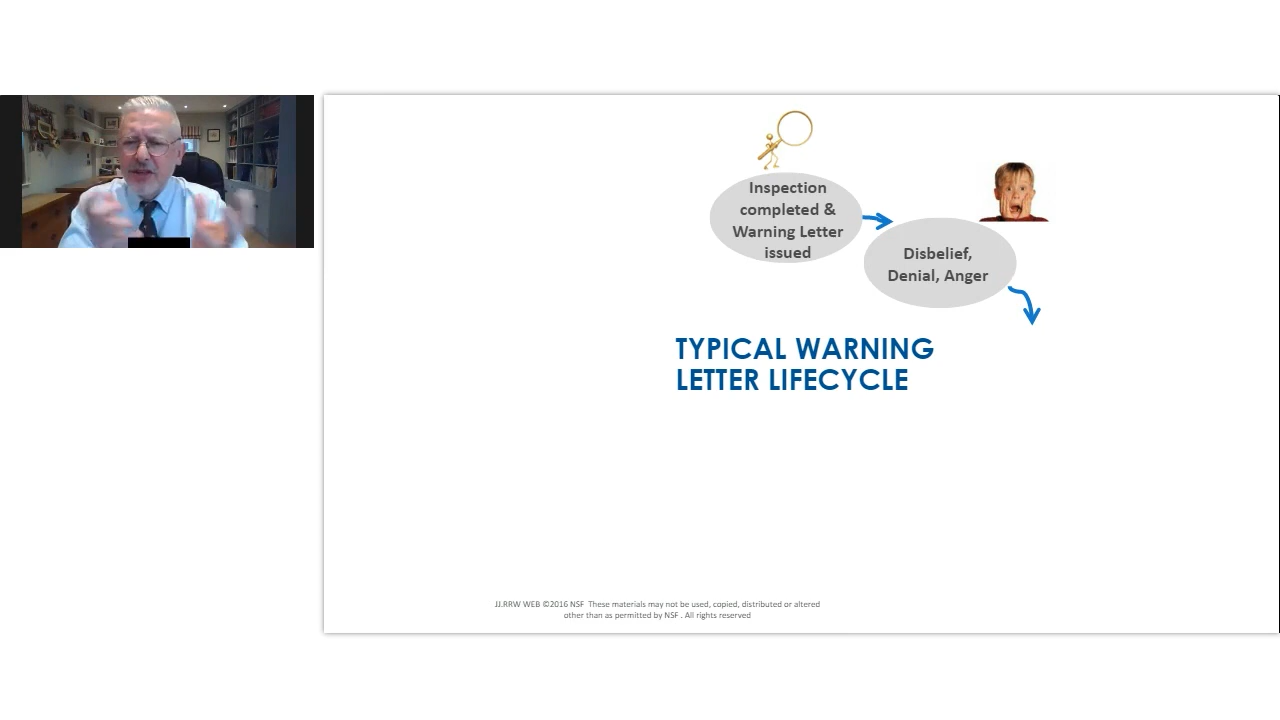 Inspection
completed &
Warning Letter
issued
Disbelief,
Denial, Anger
TYPICAL WARNING
LETTER LIFECYCLE
JJ.RRW WEB ©2016 NSF These materials may not be used, copied, distributed or altered
other than as permitted by NSF . All rights reserved